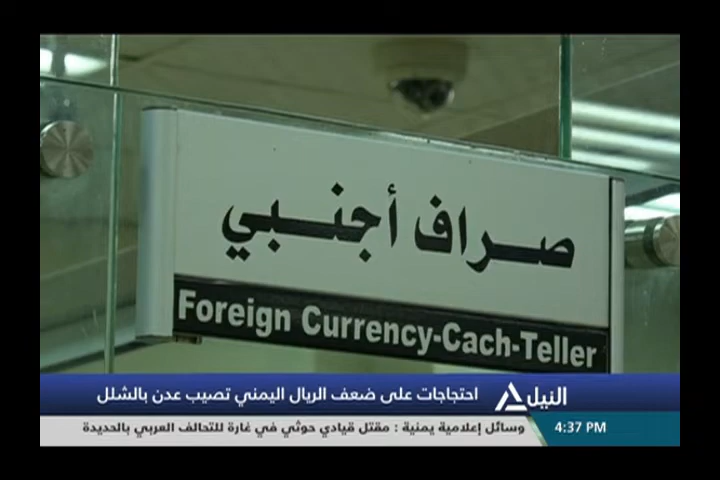 صراف أجنبي
Foreign Currency-Cach-Teller
النيل احتجاجات على ضعف الريال اليمني تصيب عدن بالشلل
4:37 PM وسائل إعلامية يمنية : مقتل قيادي حوثي في غارة للتحالف العربي بالحديدة